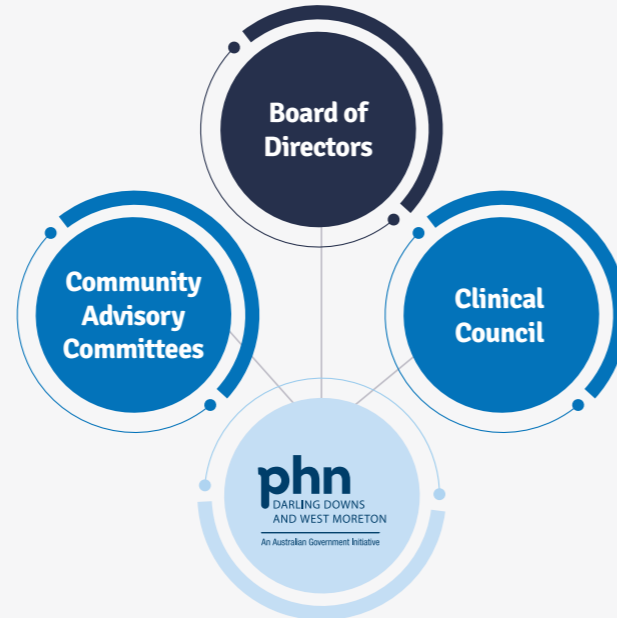 Board of
Directors
Community
Advisory
Committees
Clinical
Council
phn
DARLING DOWNS
AND WEST MORETON
An Australian Government Initiative